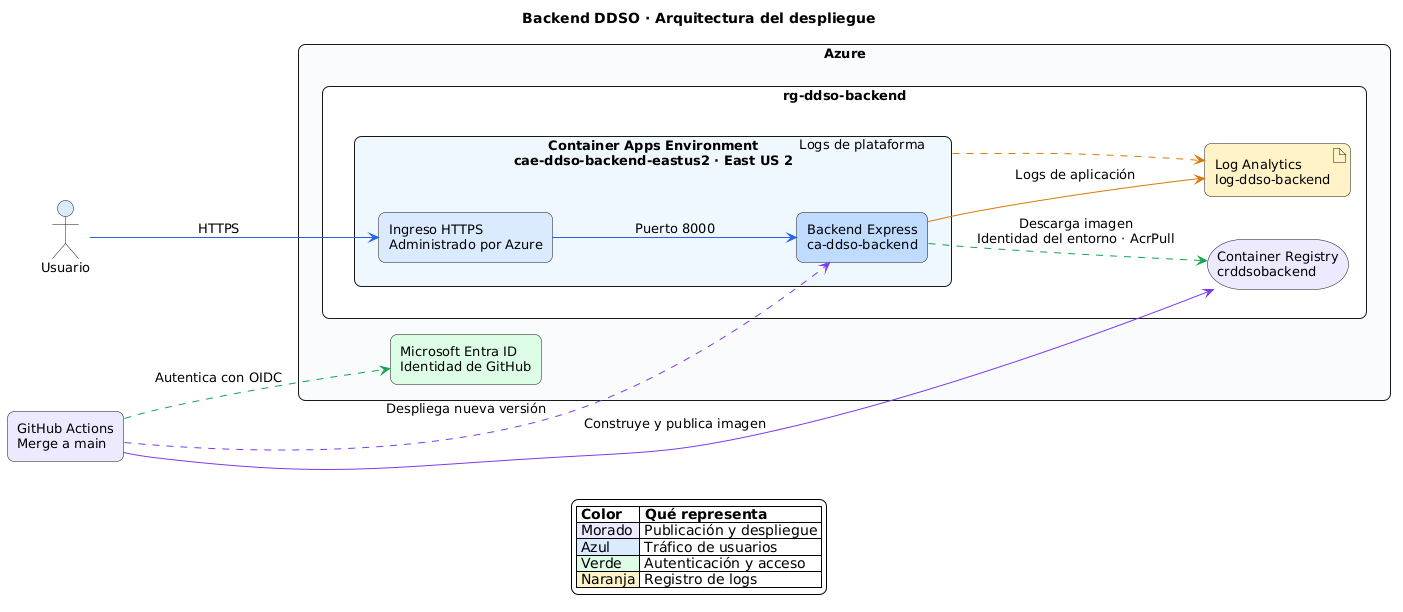 Backend DDSO · Arquitectura del despliegue
Azure
rg-ddso-backend
Container Apps Environment
cae-ddso-backend-eastus2 · East US 2
Logs de plataforma
Log Analytics
log-ddso-backend
Logs de aplicación
Usuario
HTTPS
Ingreso HTTPS
Administrado por Azure
Puerto 8000
Backend Express
ca-ddso-backend
Descarga imagen
Identidad del entorno · AcrPull
Container Registry
crddsobackend
Microsoft Entra ID
Identidad de GitHub
Autentica con OIDC
GitHub Actions
Merge a main
Despliega nueva versión
Construye y publica imagen
Color Qué representa
Morado Publicación y despliegue
Azul Tráfico de usuarios
Verde Autenticación y acceso
Naranja Registro de logs